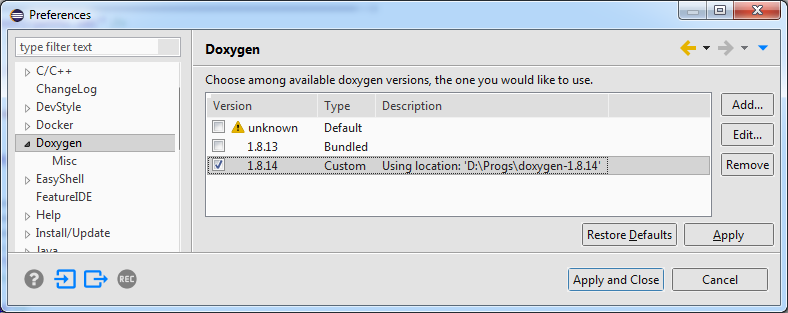 Preferences
type filter text
C/C++
ChangeLog
DevStyle
Docker
Doxygen
Misc
EasyShell
FeatureIDE
Help
Install/Update
Java
Doxygen
Choose among available doxygen versions, the one you would like to use.
Version Type Description
unknown Default
1.8.13 Bundled
1.8.14 Custom Using location: 'D:\Progs\doxygen-1.8.14'
Add...
Edit...
Remove
Restore Defaults Apply
REC
Apply and Close Cancel